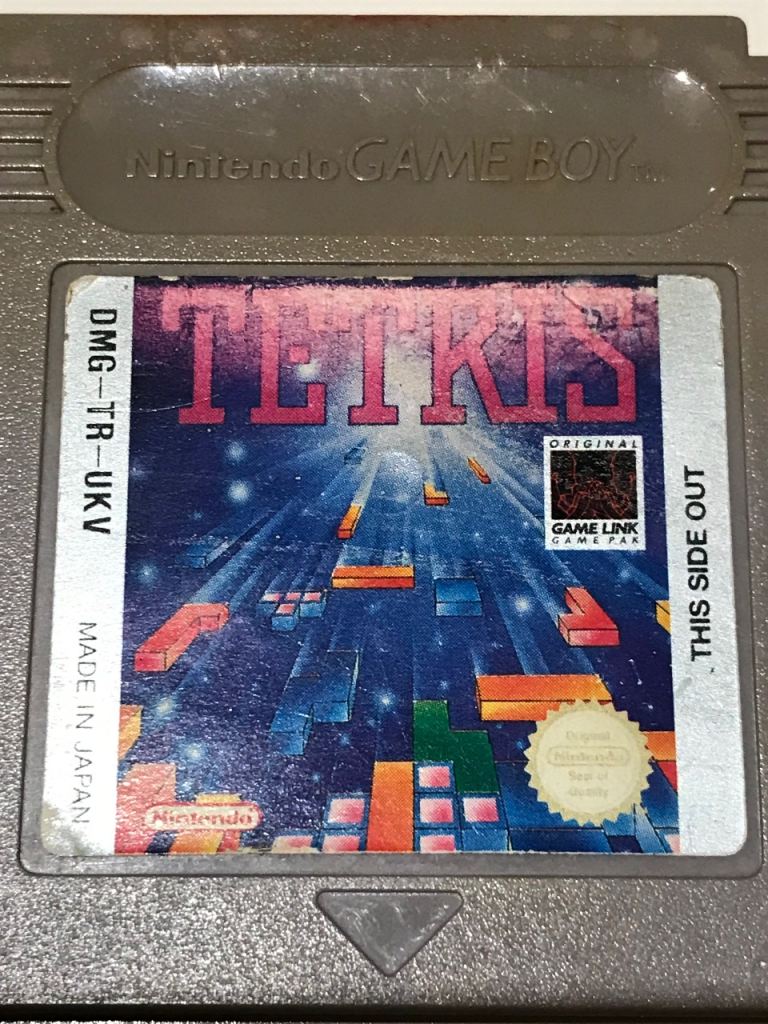 Nintendo GAME BOY TM
DMG-TR-UKV
MADE IN JAPAN
TETRIS
ORIGINAL
GAME LINK
GAME PAK
THIS SIDE OUT
Original
Nintendo
Seal of
Quality
Nintendo